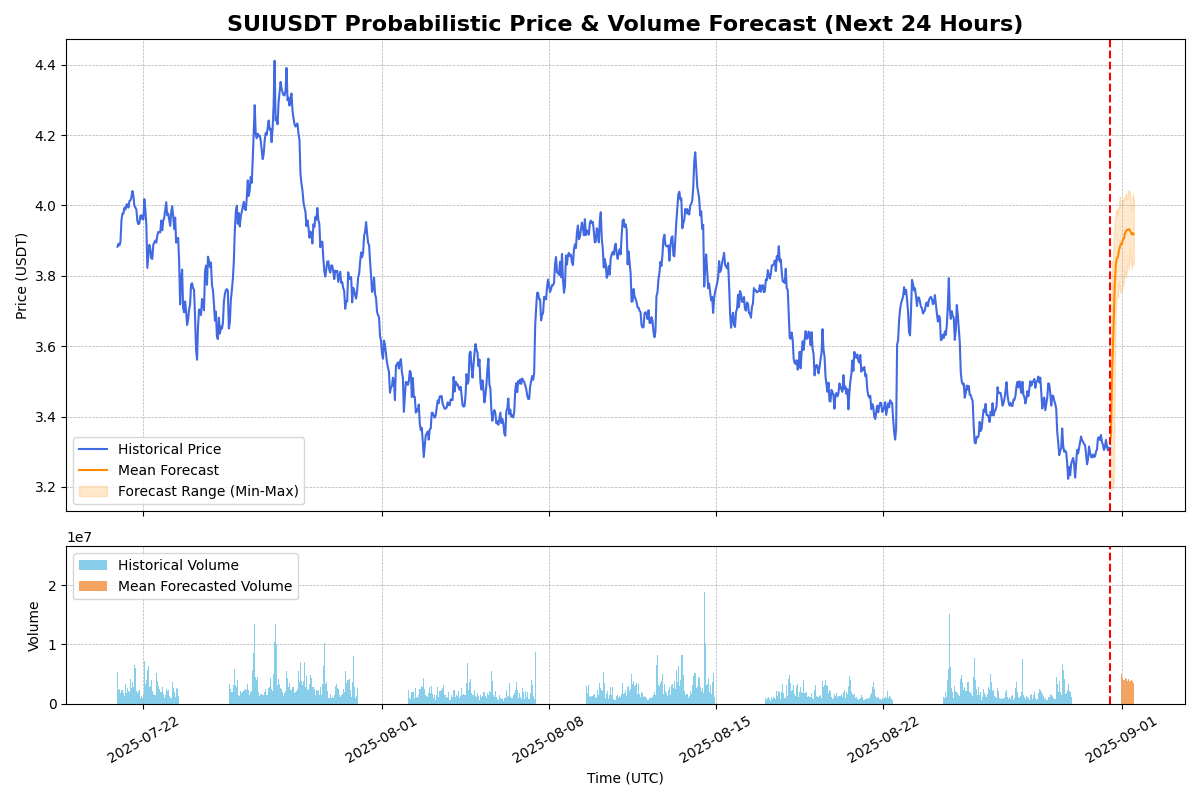 SUIUSDT Probabilistic Price & Volume Forecast (Next 24 Hours)
4.4
4.2
4.0
3.8
3.6
3.4
3.2
Price (USDT)
Historical Price
Mean Forecast
Forecast Range (Min-Max)
1e7
2
1
0
Volume
Historical Volume
Mean Forecasted Volume
2025-07-22
2025-08-01
2025-08-08
2025-08-15
2025-08-22
2025-09-01
Time (UTC)